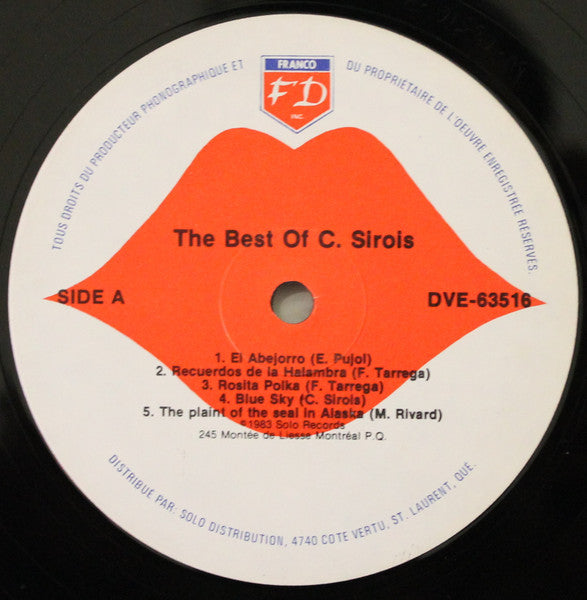 FRANCO
FD
INC.
TOUS DROITS DU PRODUCTEUR PHONOGRAPHIQUE ET DU PROPRIÉTAIRE DE L'OEUVRE ENREGISTRÉE RÉSERVÉS.
The Best Of C. Sirois
SIDE A
DVE-63516
1. El Abejorro (E. Pujol)
2. Recuerdos de la Halambra (F. Tarrega)
3. Rosita Polka (F. Tarrega)
4. Blue Sky (C. Sirois)
5. The plaint of the seal in Alaska (M. Rivard)
©1983 Solo Records
245 Montée de Liesse Montréal P.Q.
DISTRIBUÉ PAR: SOLO DISTRIBUTION, 4740 COTE VERTU, ST. LAURENT, QUE.